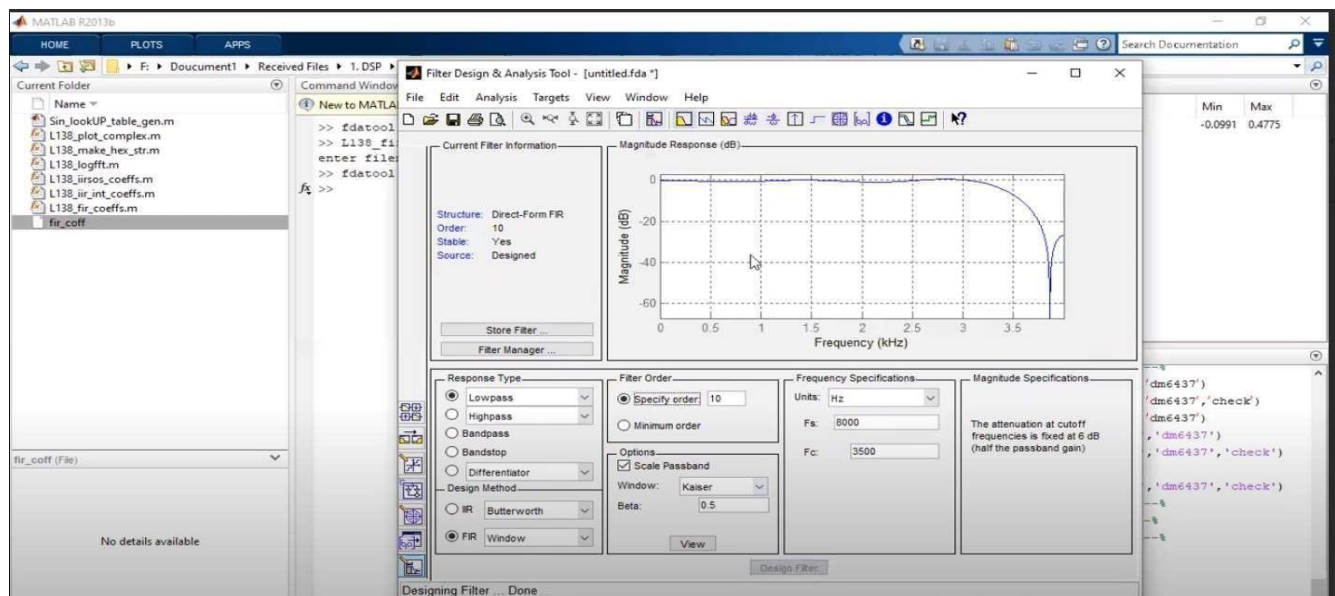 MATLAB R2013b
HOME PLOTS APPS
Search Documentation
F: Doucument1 Received Files 1. DSP
Current Folder
Name
Sin_lookUP_table_gen.m
L138_plot_complex.m
L138_make_hex_str.m
L138_logfft.m
L138_iirsos_coeffs.m
L138_iir_int_coeffs.m
L138_fir_coeffs.m
fir_coff
fir_coff (File)
No details available
Command Window
New to MATLA
>> fdatool
>> L138_fi
enter file
>> fdatool
fx >>
Filter Design & Analysis Tool - [untitled.fda *]
File Edit Analysis Targets View Window Help
Current Filter Information
Structure: Direct-Form FIR
Order: 10
Stable: Yes
Source: Designed
Store Filter ...
Filter Manager ...
Magnitude Response (dB)
Magnitude (dB)
0
-20
-40
-60
0 0.5 1 1.5 2 2.5 3 3.5
Frequency (kHz)
Response Type
Lowpass
Highpass
Bandpass
Bandstop
Differentiator
Design Method
IIR Butterworth
FIR Window
Filter Order
Specify order: 10
Minimum order
Options
Scale Passband
Window: Kaiser
Beta: 0.5
View
Frequency Specifications
Units: Hz
Fs: 8000
Fc: 3500
Magnitude Specifications
The attenuation at cutoff
frequencies is fixed at 6 dB
(half the passband gain)
Design Filter
Designing Filter ... Done
Min Max
-0.0991 0.4775
--%
'dm6437')
'dm6437','check')
'dm6437')
,'dm6437')
,'dm6437','check')
,'dm6437','check')
--%
-%
--%